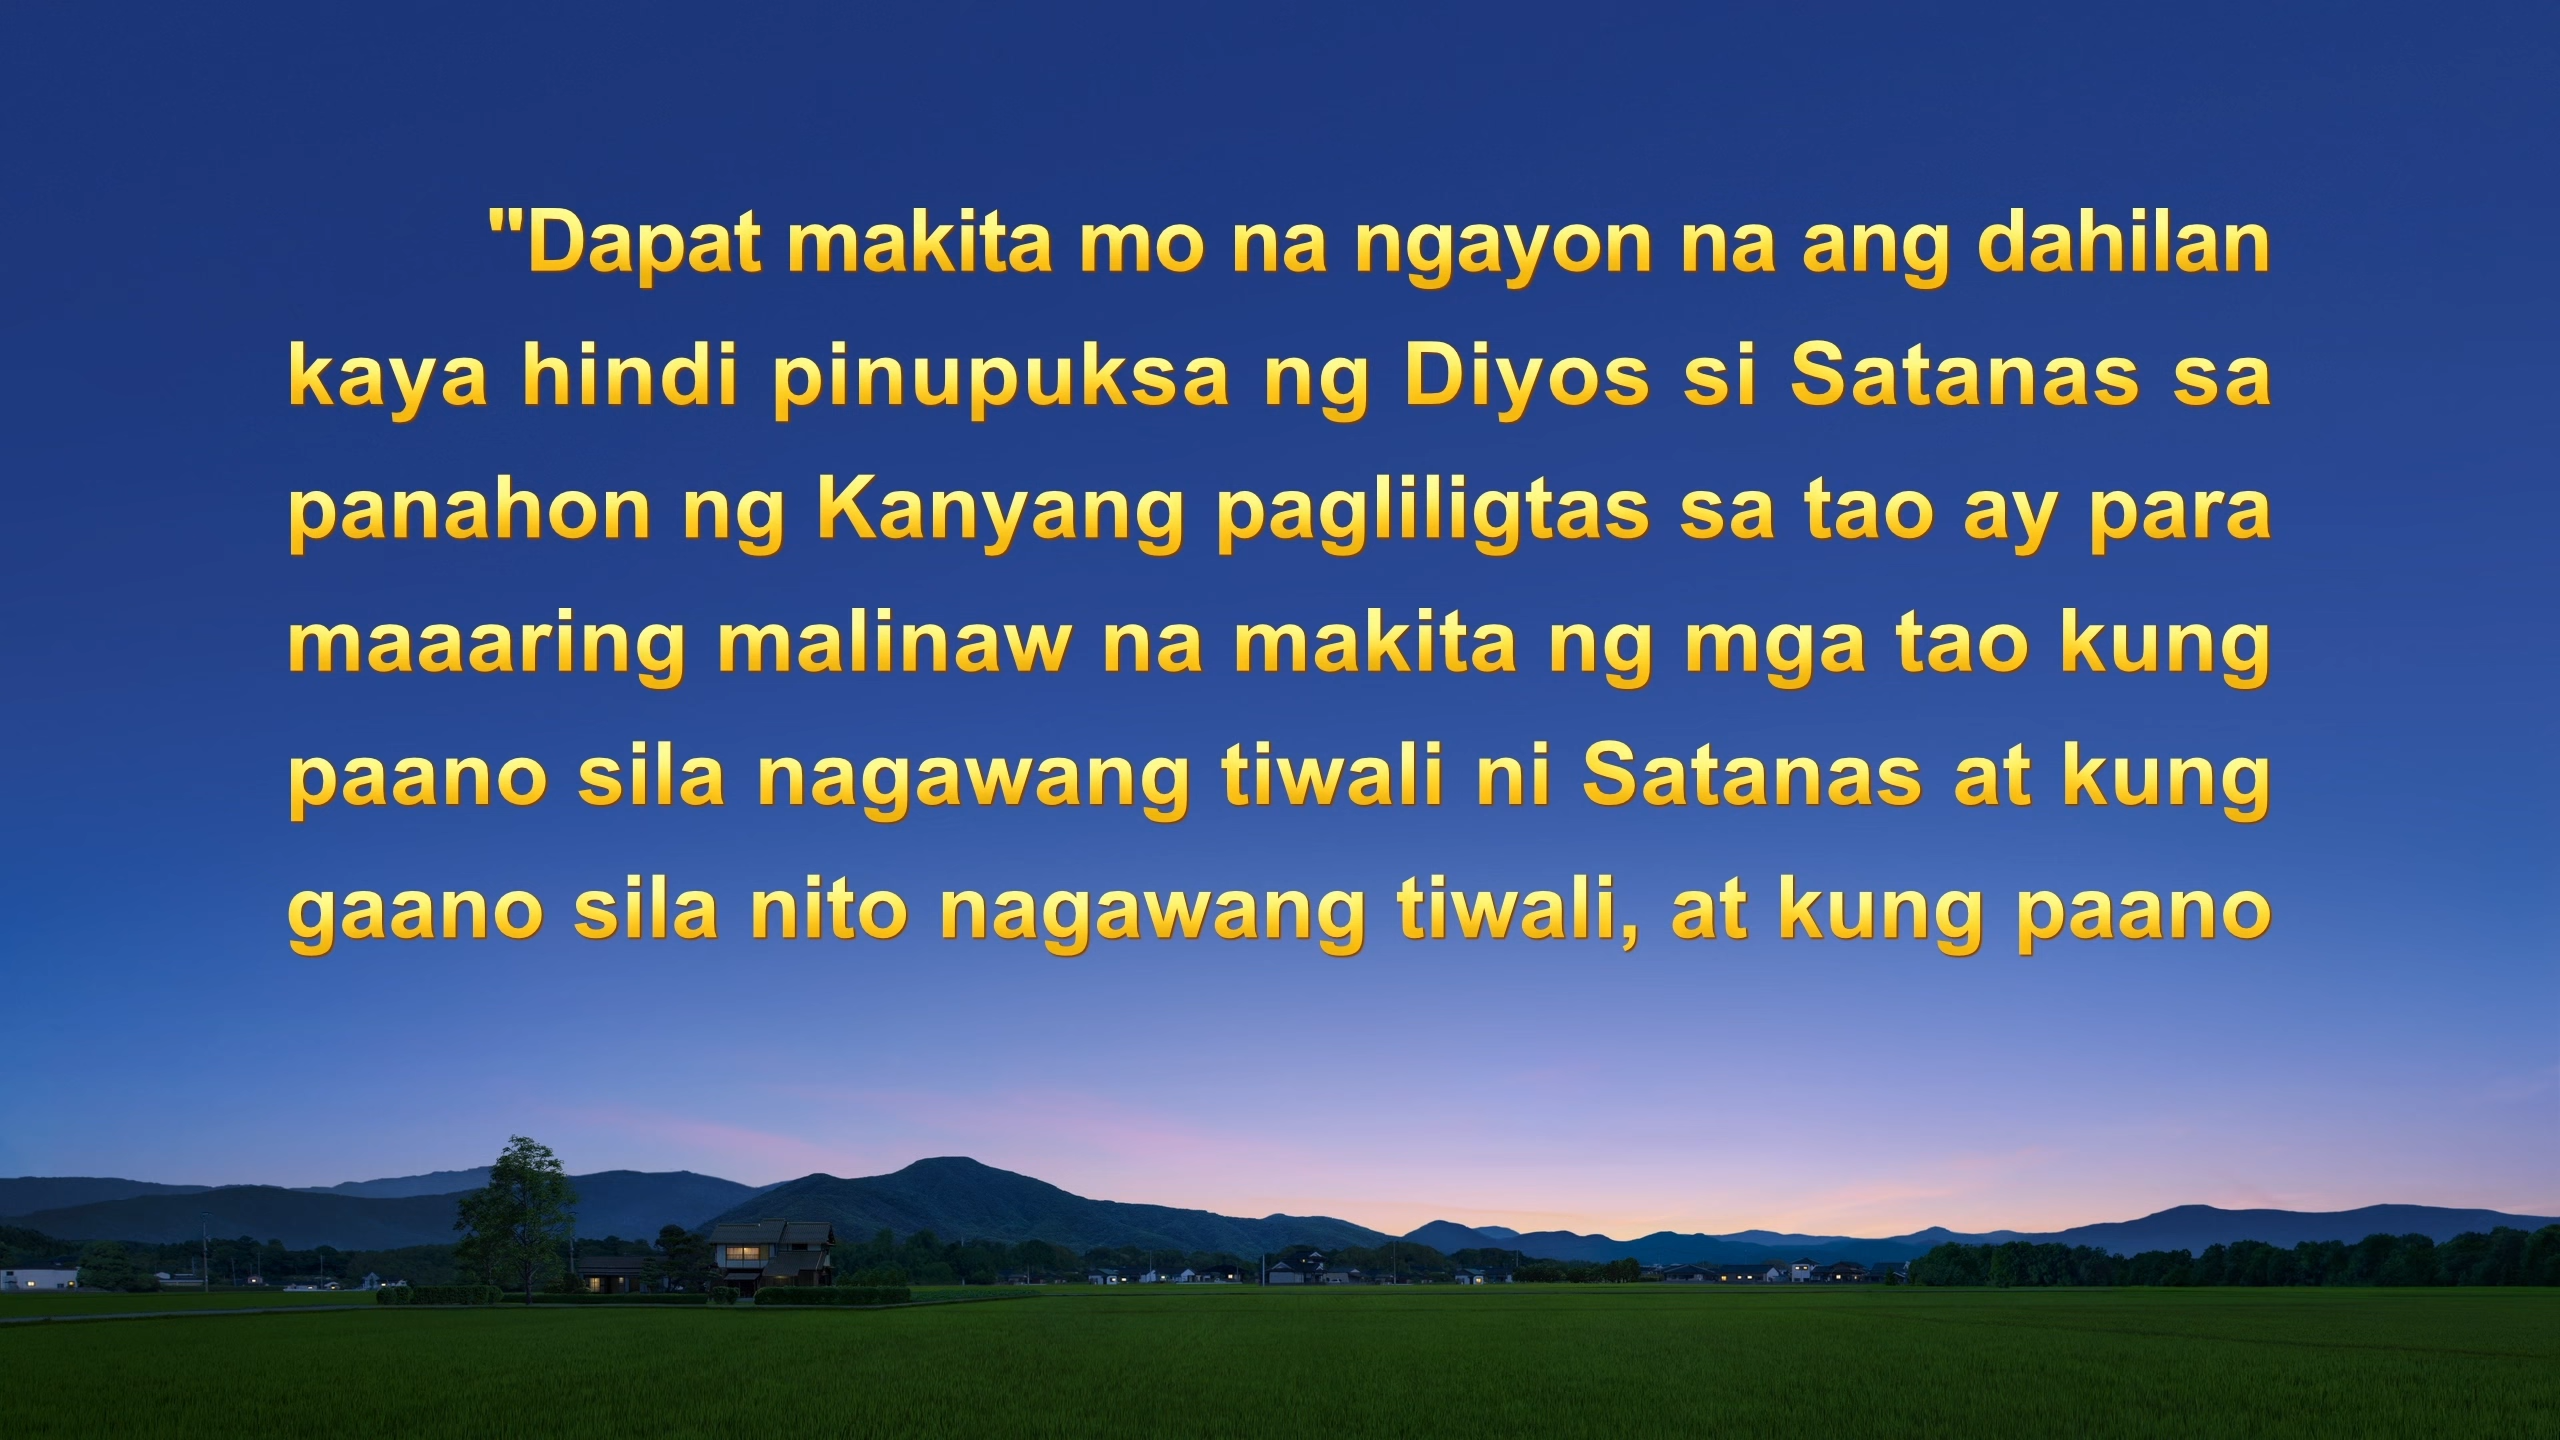 "Dapat makita mo na ngayon na ang dahilan
kaya hindi pinupuksa ng Diyos si Satanas sa
panahon ng Kanyang pagliligtas sa tao ay para
maaaring malinaw na makita ng mga tao kung
paano sila nagawang tiwali ni Satanas at kung
gaano sila nito nagawang tiwali, at kung paano